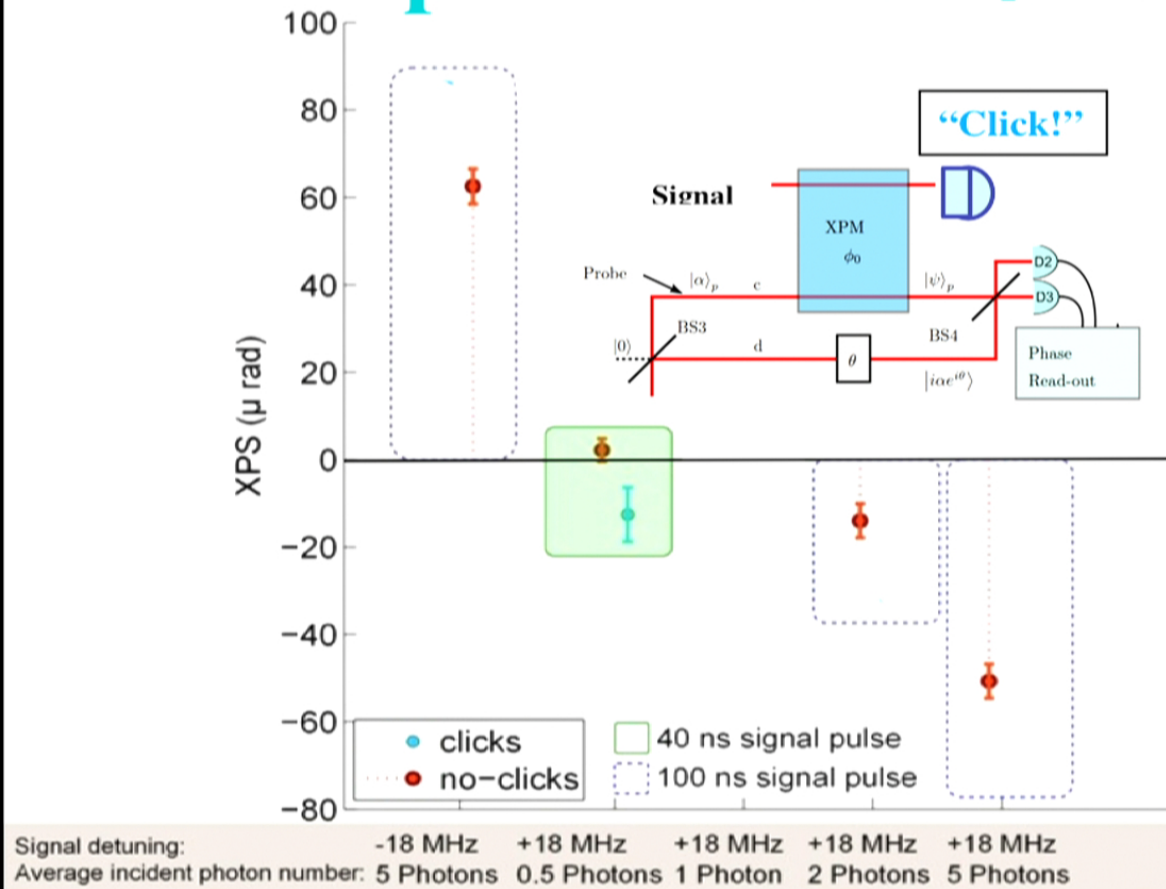 100
80
60
40
20
0
−20
−40
−60
−80
XPS (μ rad)
“Click!”
Signal
XPM
ϕ₀
Probe
|α⟩ₚ
c
|ψ⟩ₚ
D2
D3
BS3
|0⟩
d
θ
BS4
|iαe^{iθ}⟩
Phase
Read-out
clicks
no−clicks
40 ns signal pulse
100 ns signal pulse
Signal detuning: -18 MHz +18 MHz +18 MHz +18 MHz +18 MHz
Average incident photon number: 5 Photons 0.5 Photons 1 Photon 2 Photons 5 Photons